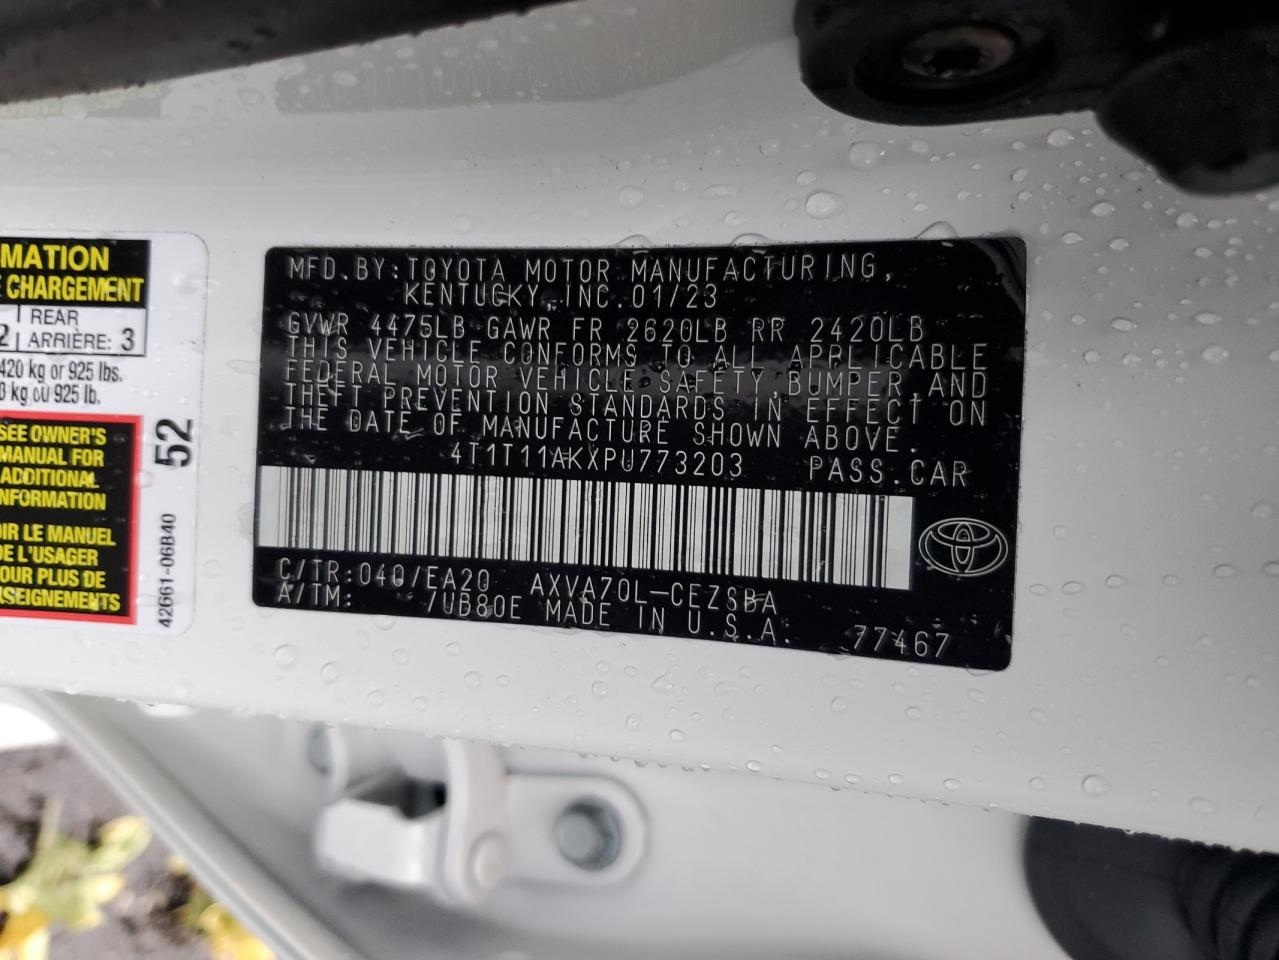 MATION
E CHARGEMENT
REAR
2 ARRIÈRE: 3
420 kg or 925 lbs.
0 kg ou 925 lb.
SEE OWNER'S
MANUAL FOR
ADDITIONAL
INFORMATION
OIR LE MANUEL
DE L'USAGER
POUR PLUS DE
NSEIGNEMENTS
52
42661-06B40
MFD.BY:TOYOTA MOTOR MANUFACTURING,
KENTUCKY,INC.01/23
GVWR 4475LB GAWR FR 2620LB RR 2420LB
THIS VEHICLE CONFORMS TO ALL APPLICABLE
FEDERAL MOTOR VEHICLE SAFETY,BUMPER,AND
THEFT PREVENTION STANDARDS IN EFFECT ON
THE DATE OF MANUFACTURE SHOWN ABOVE.
4T1T11AKXPU773203 PASS.CAR
C/TR:040/EA20 AXVA70L-CEZSBA
A/TM: 7UB80E MADE IN U.S.A. 77467